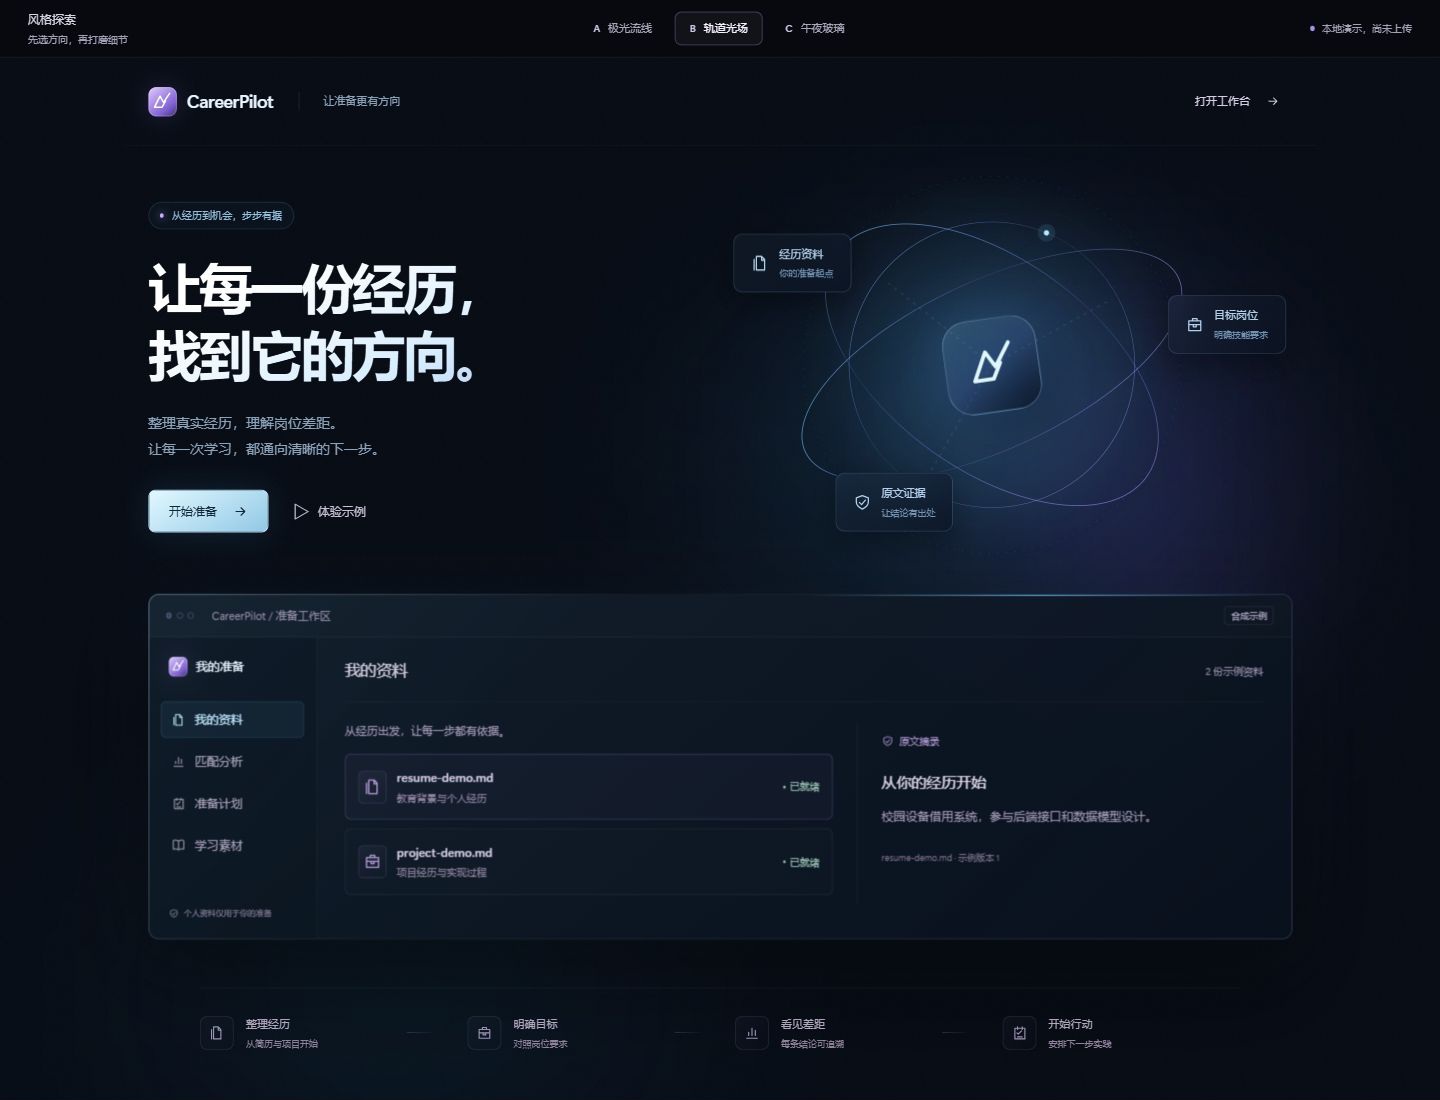 风格探索
先选方向，再打磨细节
A 极光流线
B 轨道光场
C 午夜玻璃
本地演示，尚未上传
CareerPilot
让准备更有方向
打开工作台
从经历到机会，步步有据
让每一份经历，
找到它的方向。
整理真实经历，理解岗位差距。
让每一次学习，都通向清晰的下一步。
开始准备
体验示例
经历资料
你的准备起点
目标岗位
明确技能要求
原文证据
让结论有出处
CareerPilot / 准备工作区
合成示例
我的准备
我的资料
匹配分析
准备计划
学习素材
个人资料仅用于你的准备
我的资料
2 份示例资料
从经历出发，让每一步都有依据。
resume-demo.md
教育背景与个人经历
• 已就绪
project-demo.md
项目经历与实现过程
• 已就绪
原文摘录
从你的经历开始
校园设备借用系统，参与后端接口和数据模型设计。
resume-demo.md · 示例版本 1
整理经历
从简历与项目开始
明确目标
对照岗位要求
看见差距
每条结论可追溯
开始行动
安排下一步实践